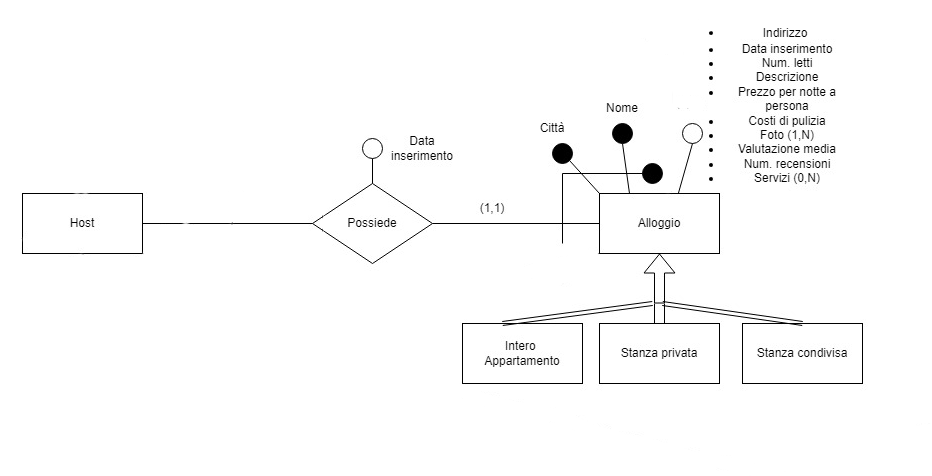 Indirizzo
Data inserimento
Num. letti
Descrizione
Prezzo per notte a
persona
Costi di pulizia
Foto (1,N)
Valutazione media
Num. recensioni
Servizi (0,N)
Nome
Città
Data
inserimento
(1,1)
Host
Possiede
Alloggio
Intero
Appartamento
Stanza privata
Stanza condivisa